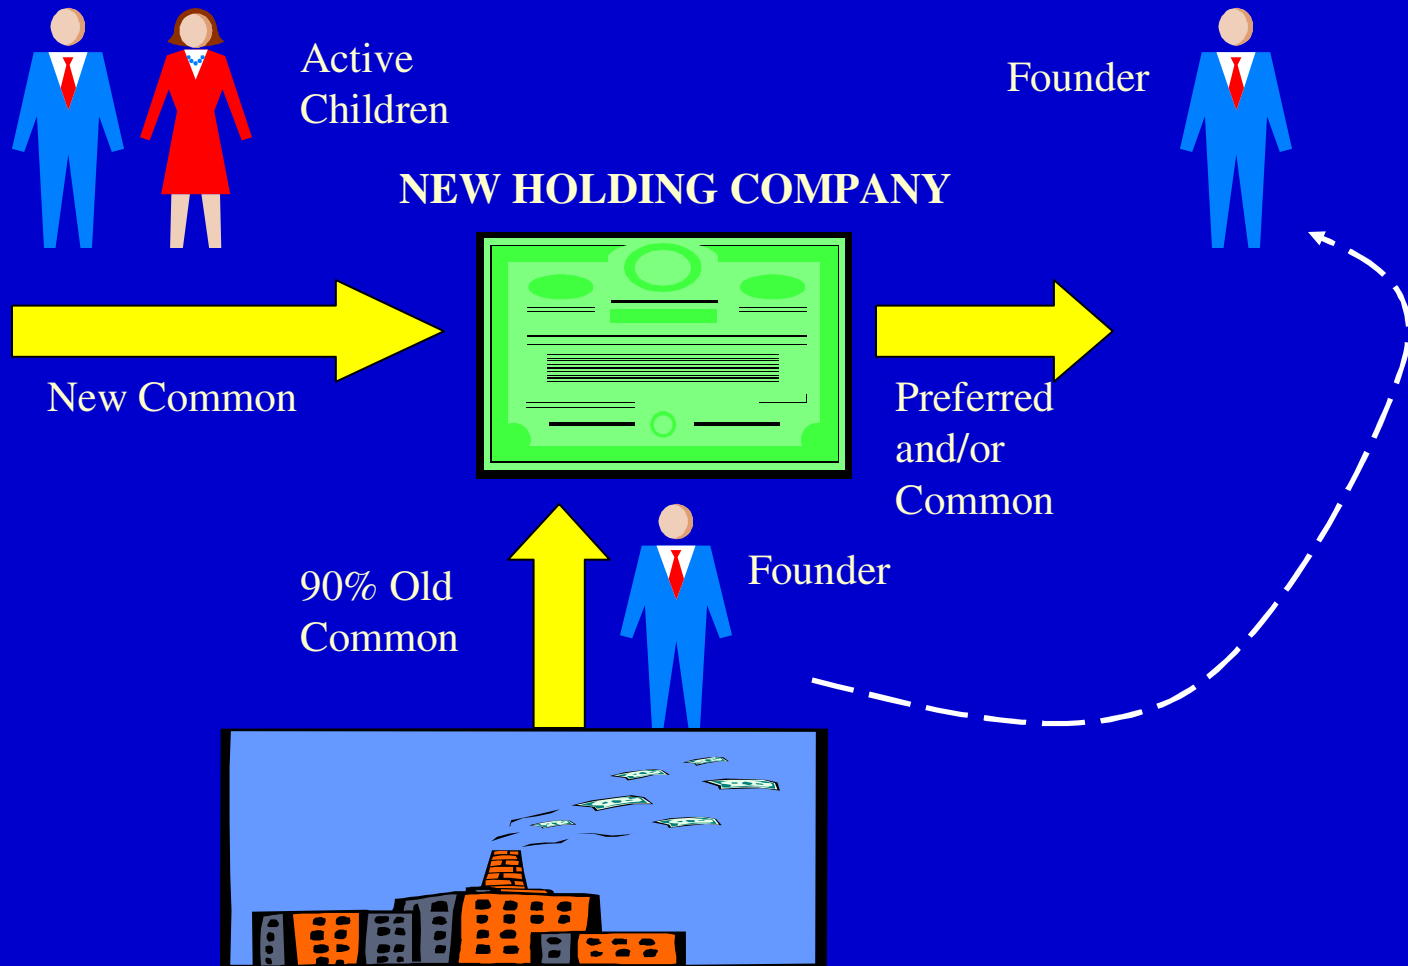 Active
Children
Founder
NEW HOLDING COMPANY
New Common
Preferred
and/or
Common
90% Old
Common
Founder